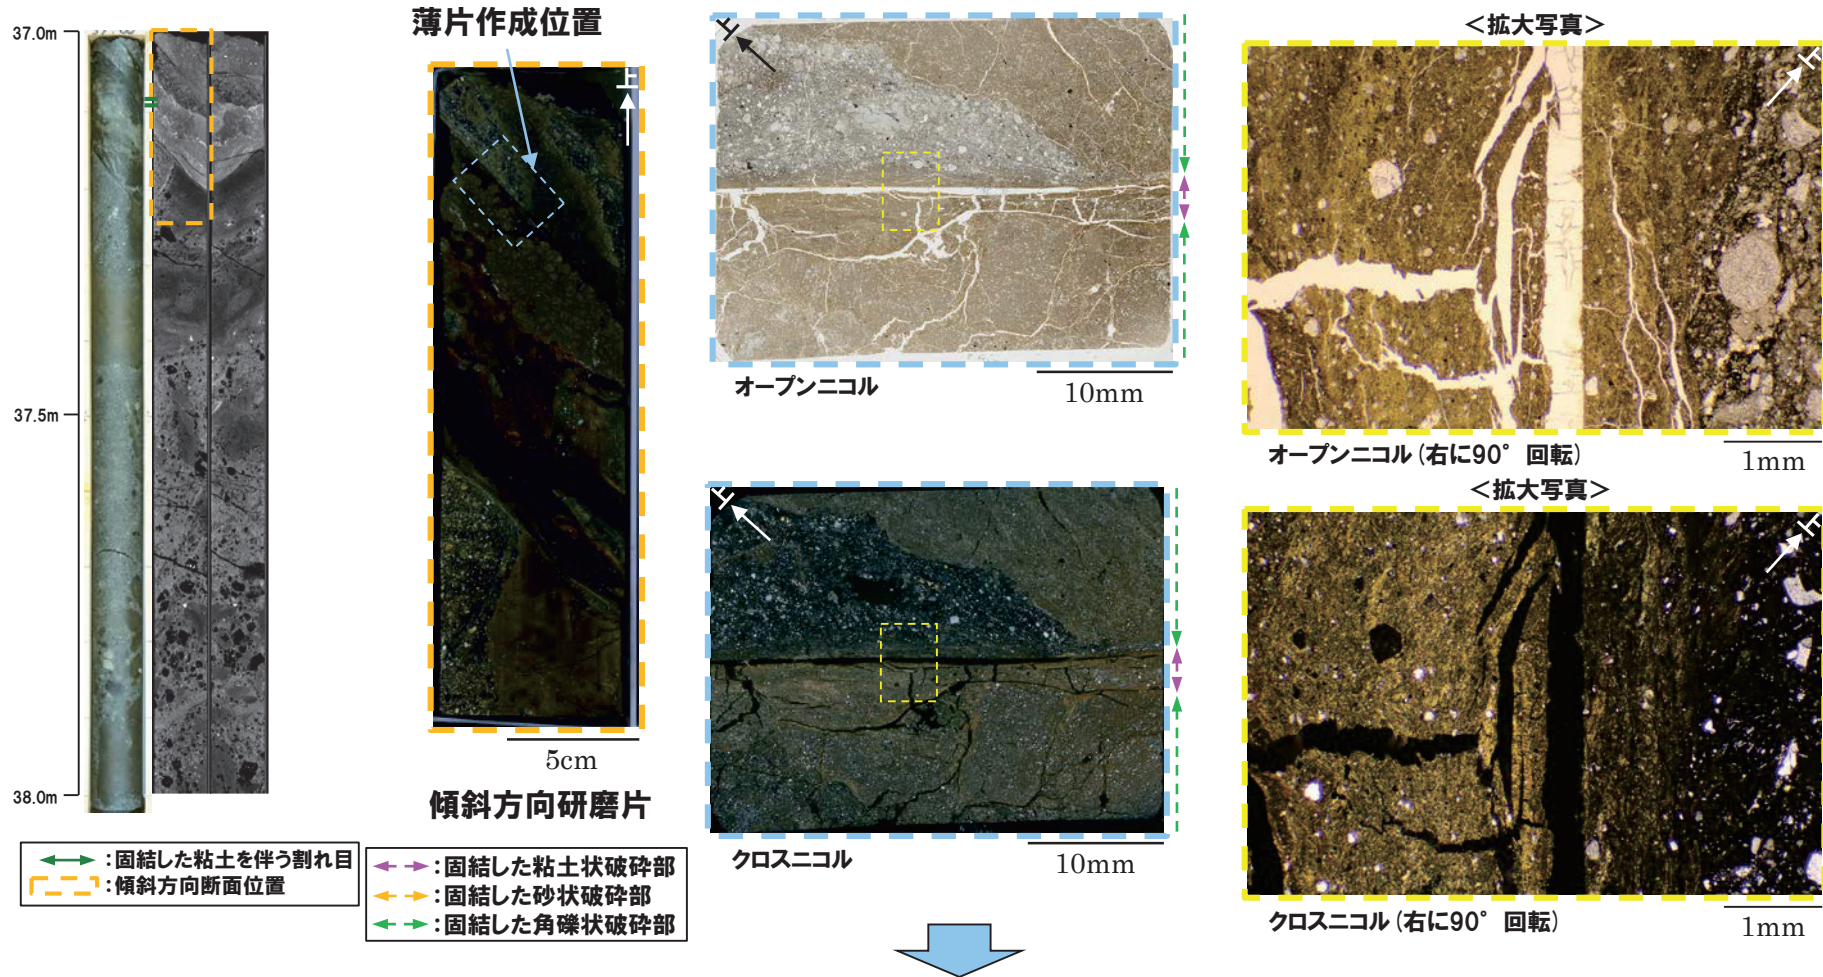 37.0m
37.5m
38.0m
:固結した粘土を伴う割れ目
:傾斜方向断面位置
薄片作成位置
上
5cm
傾斜方向研磨片
:固結した粘土状破砕部
:固結した砂状破砕部
:固結した角礫状破砕部
上
オープンニコル
10mm
上
クロスニコル
10mm
<拡大写真>
上
オープンニコル (右に90° 回転)
1mm
<拡大写真>
上
クロスニコル (右に90° 回転)
1mm